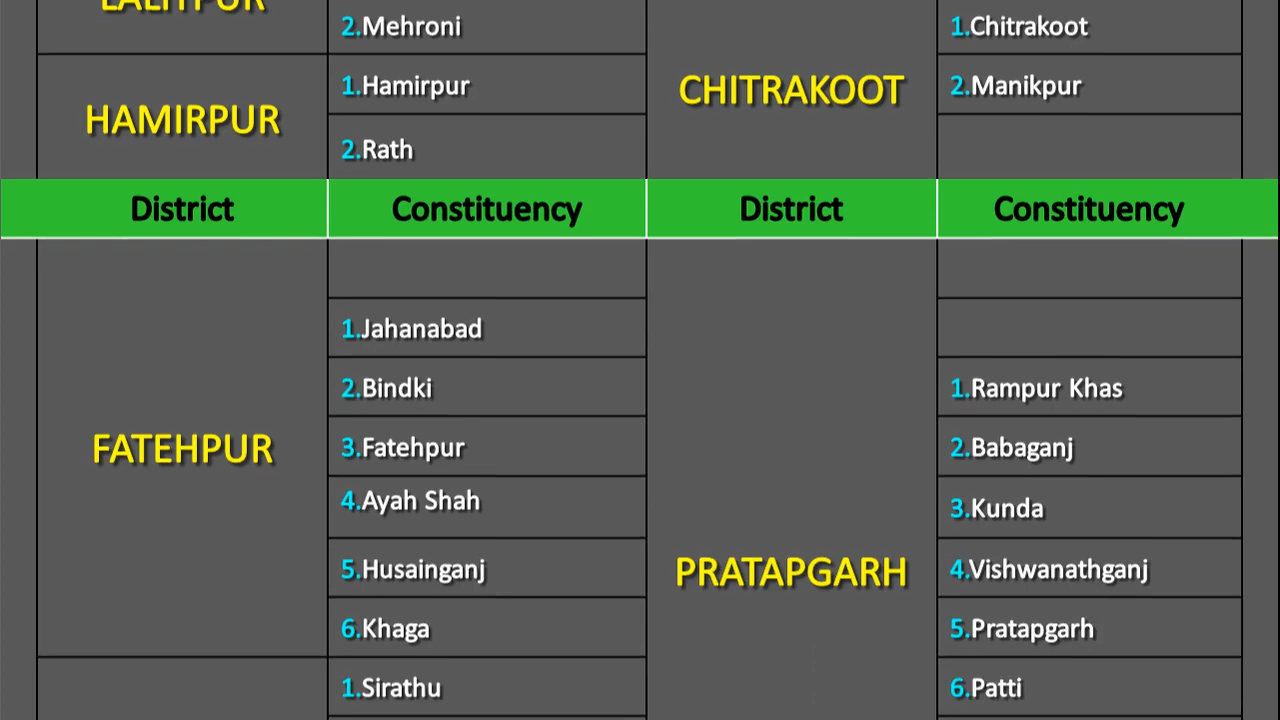 LALITPUR
2.Mehroni
1.Chitrakoot
HAMIRPUR
1.Hamirpur
CHITRAKOOT
2.Manikpur
2.Rath
District Constituency District Constituency
1.Jahanabad
2.Bindki
1.Rampur Khas
FATEHPUR
3.Fatehpur
2.Babaganj
4.Ayah Shah
3.Kunda
5.Husainganj
PRATAPGARH
4.Vishwanathganj
6.Khaga
5.Pratapgarh
1.Sirathu
6.Patti